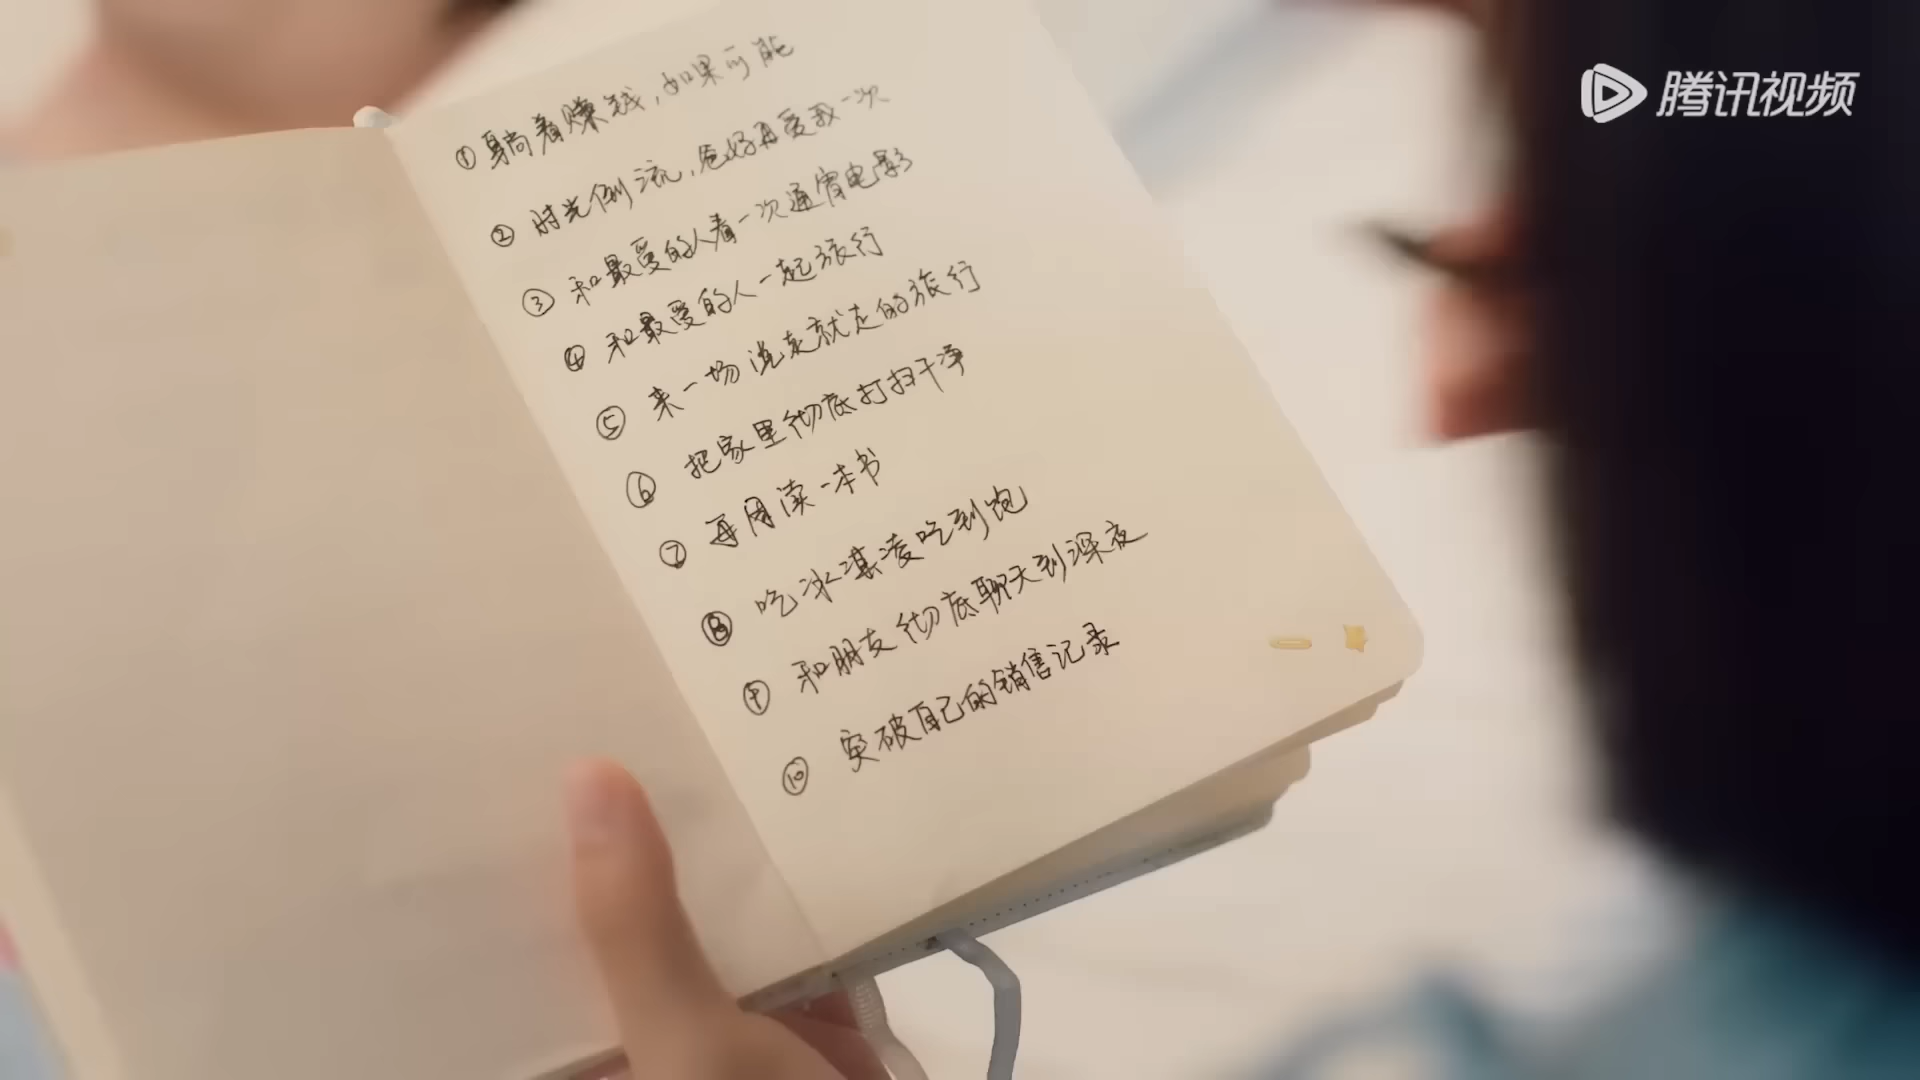 腾讯视频
①躺着赚钱，如果可能
②时光倒流，爸妈再爱我一次
③和最爱的人看一次通宵电影
④和最爱的人一起旅行
⑤来一场说走就走的旅行
⑥把家里彻底打扫干净
⑦每周读一本书
⑧吃冰淇凌吃到饱
⑨和朋友彻底聊天到深夜
⑩突破自己的销售记录